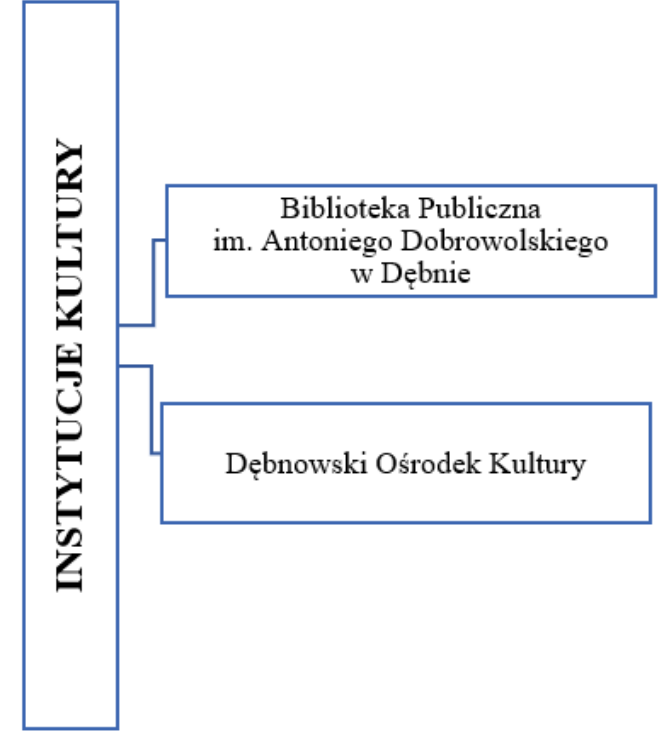 INSTYTUCJE KULTURY
Biblioteka Publiczna
im. Antoniego Dobrowolskiego
w Dębnie
Dębnowski Ośrodek Kultury